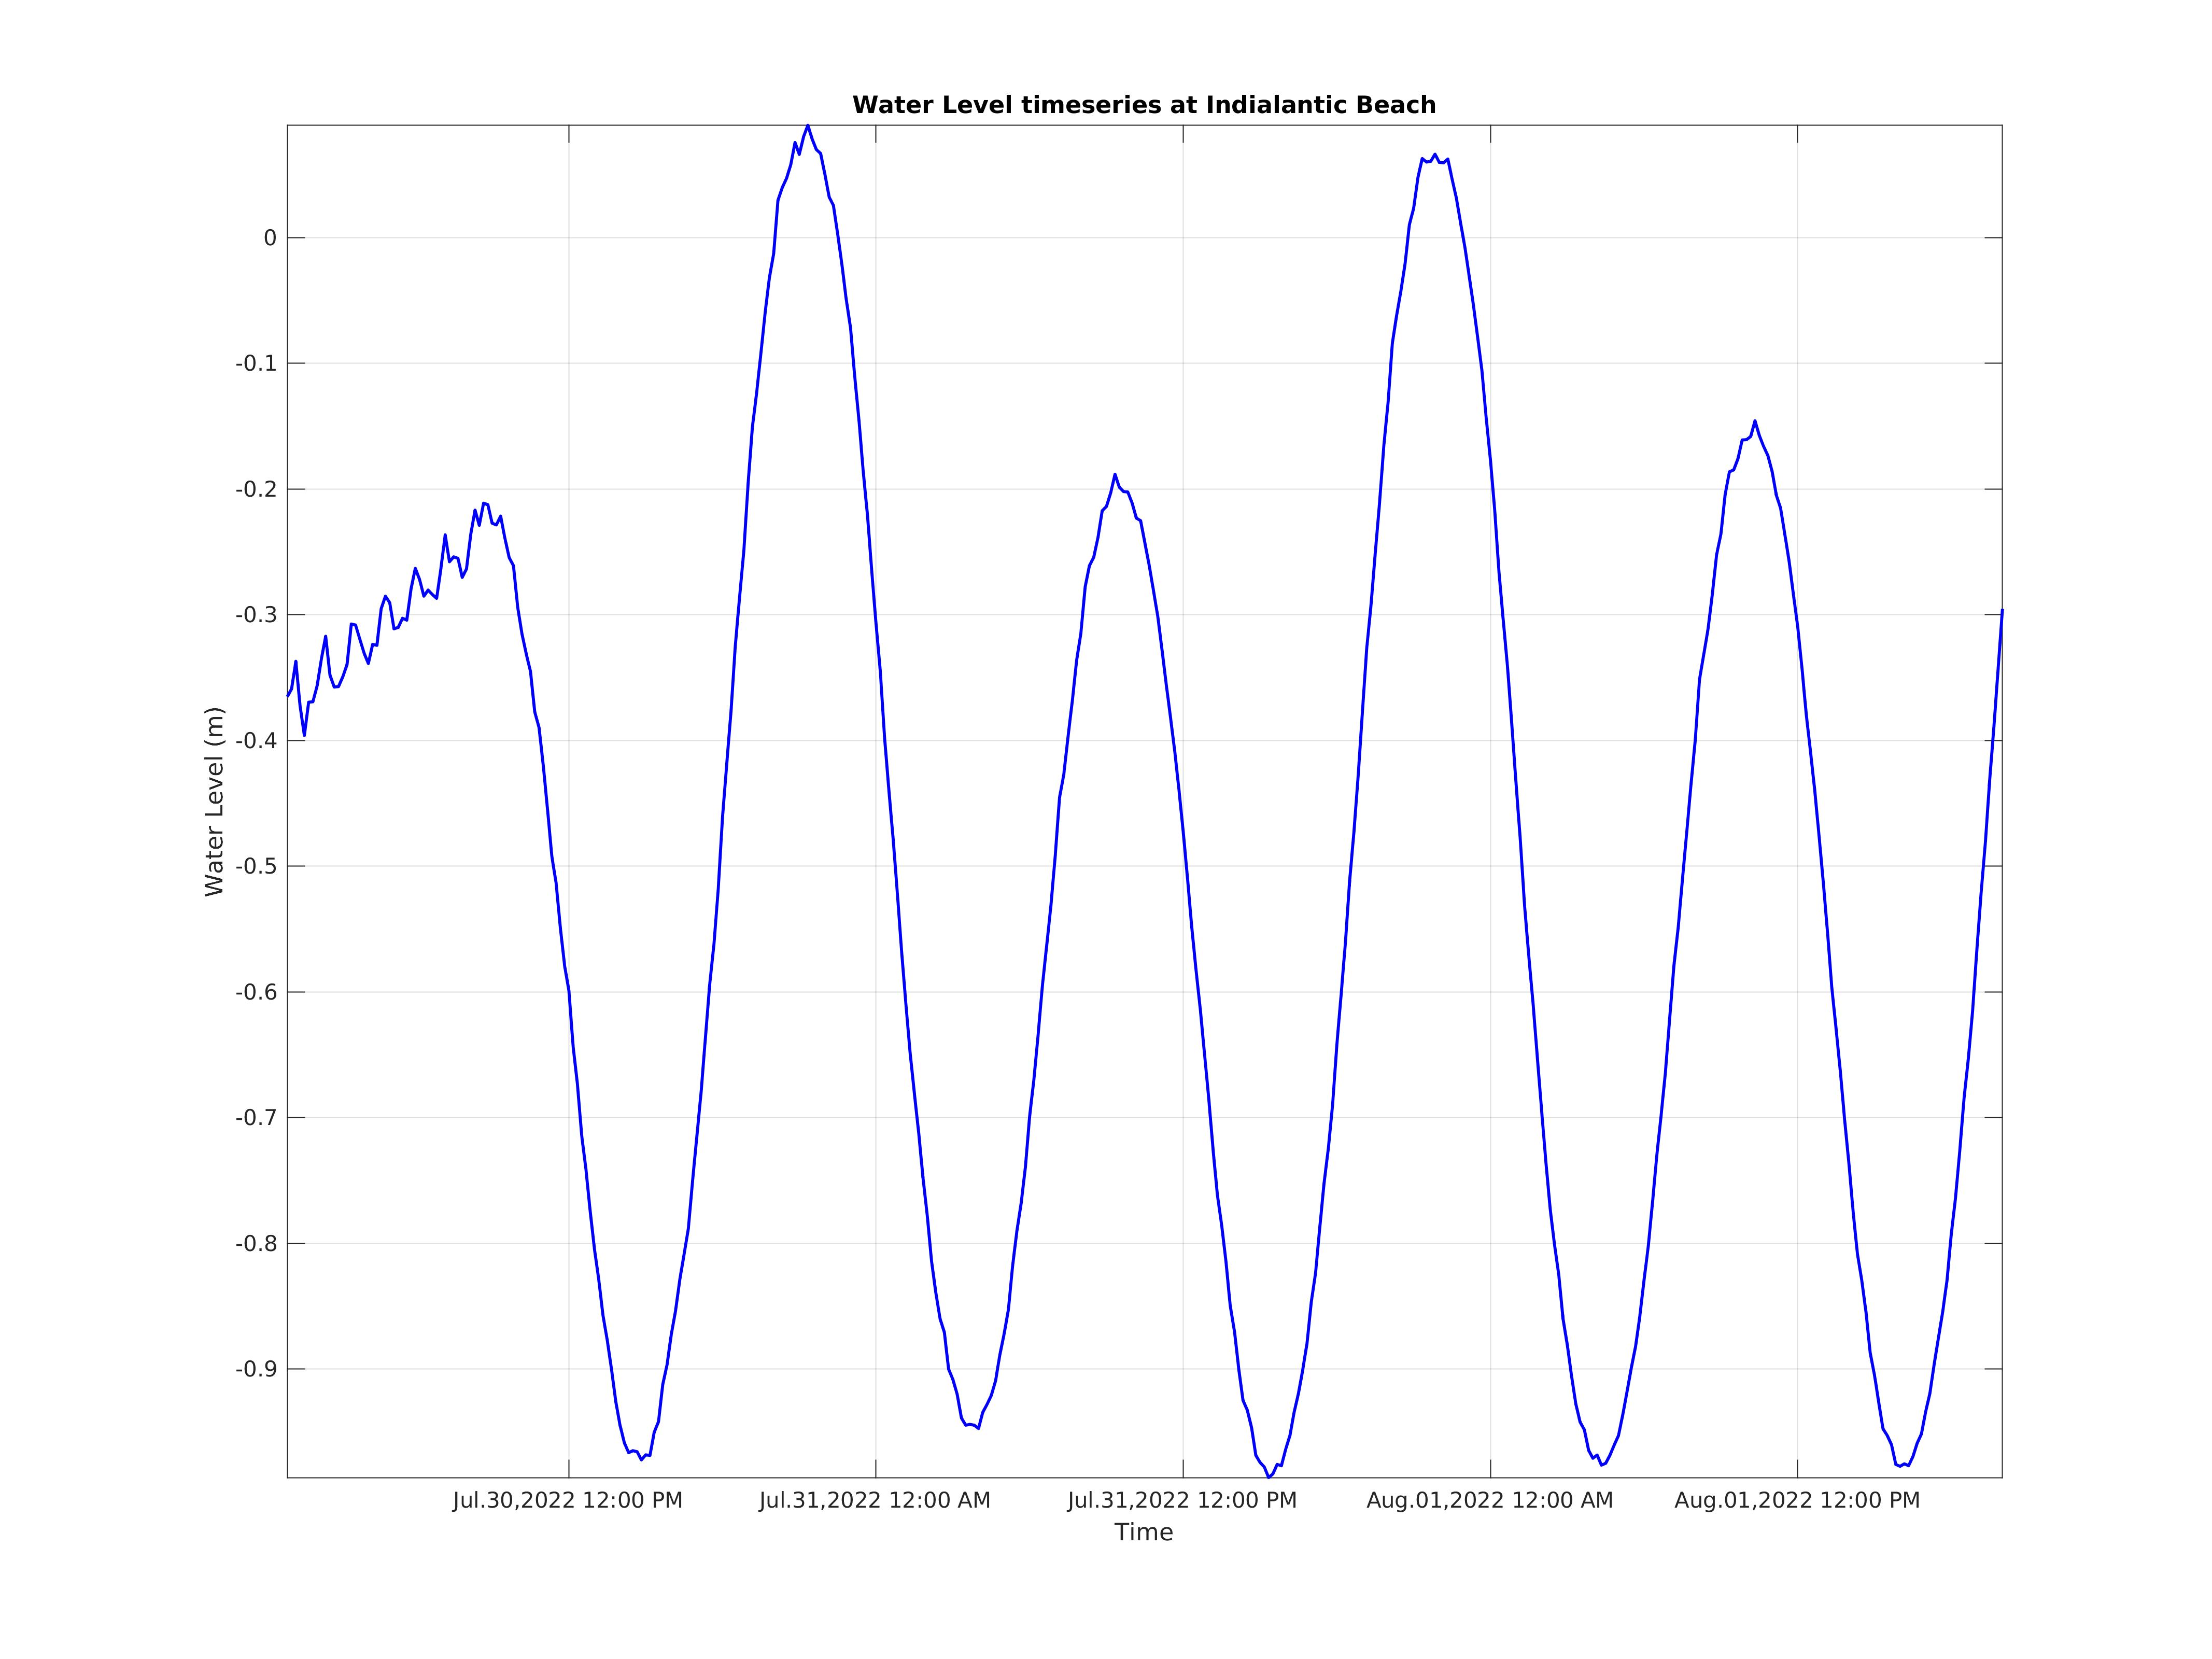 Water Level timeseries at Indialantic Beach
0
-0.1
-0.2
-0.3
-0.4
-0.5
-0.6
-0.7
-0.8
-0.9
Water Level (m)
Jul.30,2022 12:00 PM
Jul.31,2022 12:00 AM
Jul.31,2022 12:00 PM
Aug.01,2022 12:00 AM
Aug.01,2022 12:00 PM
Time